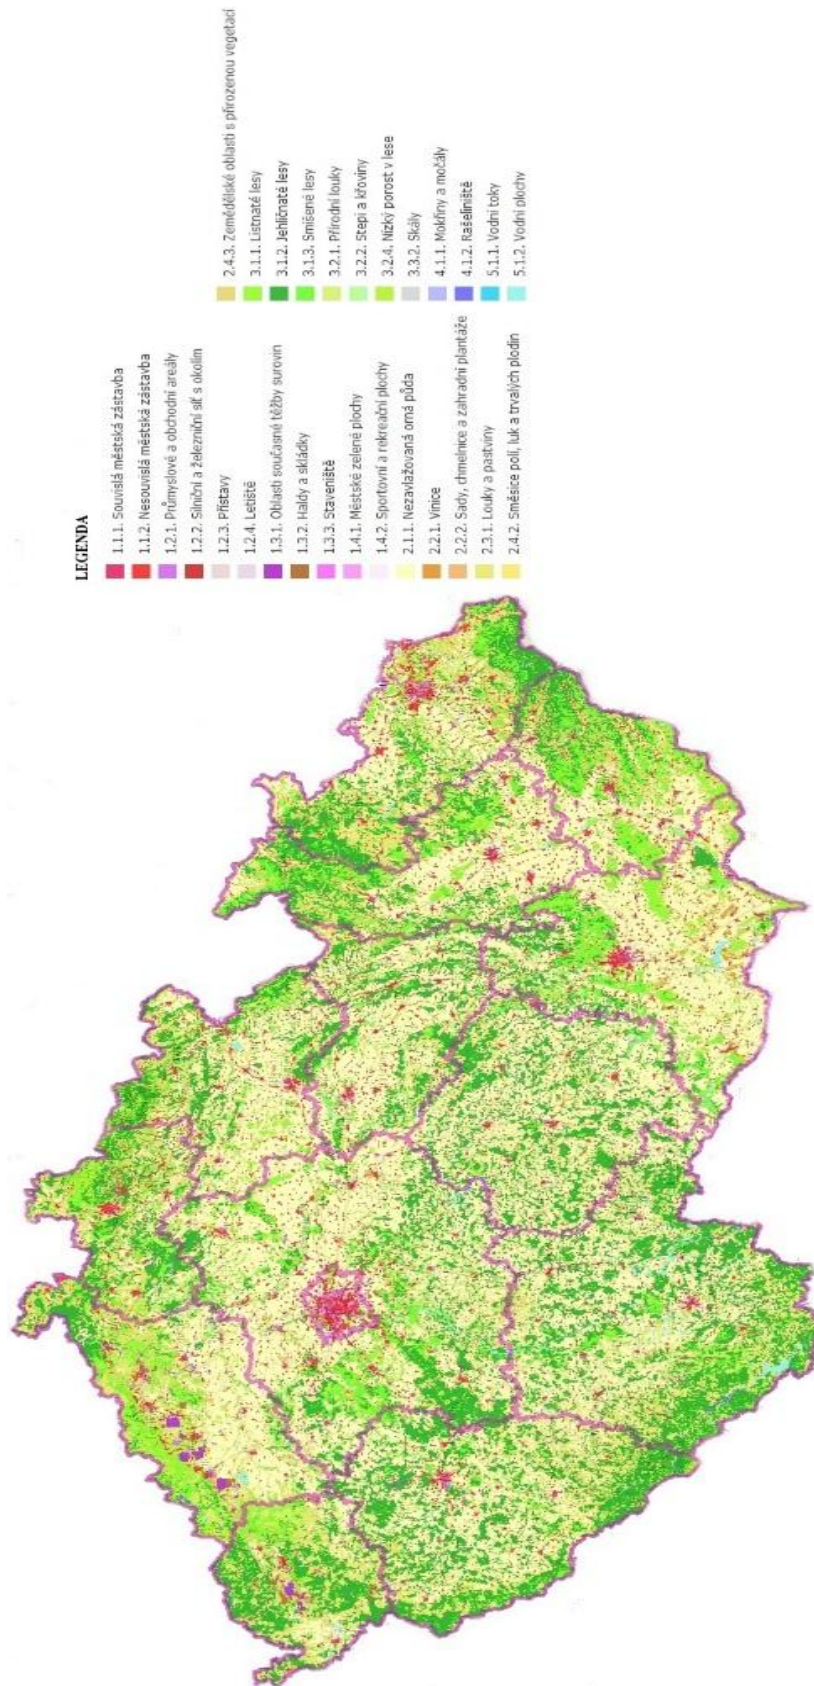 LEGENDA
1.1.1. Souvislá městská zástavba
1.1.2. Nesouvislá městská zástavba
1.2.1. Průmyslové a obchodní areály
1.2.2. Silniční a železniční síť s okolím
1.2.3. Přístavy
1.2.4. Letiště
1.3.1. Oblasti současné těžby surovin
1.3.2. Haldy a skládky
1.3.3. Staveniště
1.4.1. Městské zelené plochy
1.4.2. Sportovní a rekreační plochy
2.1.1. Nezavlažovaná orná půda
2.2.1. Vinice
2.2.2. Sady, chmelnice a zahradní plantáže
2.3.1. Louky a pastviny
2.4.2. Směsice polí, luk a trvalých plodin
2.4.3. Zemědělské oblasti s přirozenou vegetací
3.1.1. Listnaté lesy
3.1.2. Jehličnaté lesy
3.1.3. Smíšené lesy
3.2.1. Přírodní louky
3.2.2. Stepi a křoviny
3.2.4. Nízký porost v lese
3.3.2. Skály
4.1.1. Mokřiny a močály
4.1.2. Rašeliniště
5.1.1. Vodní toky
5.1.2. Vodní plochy